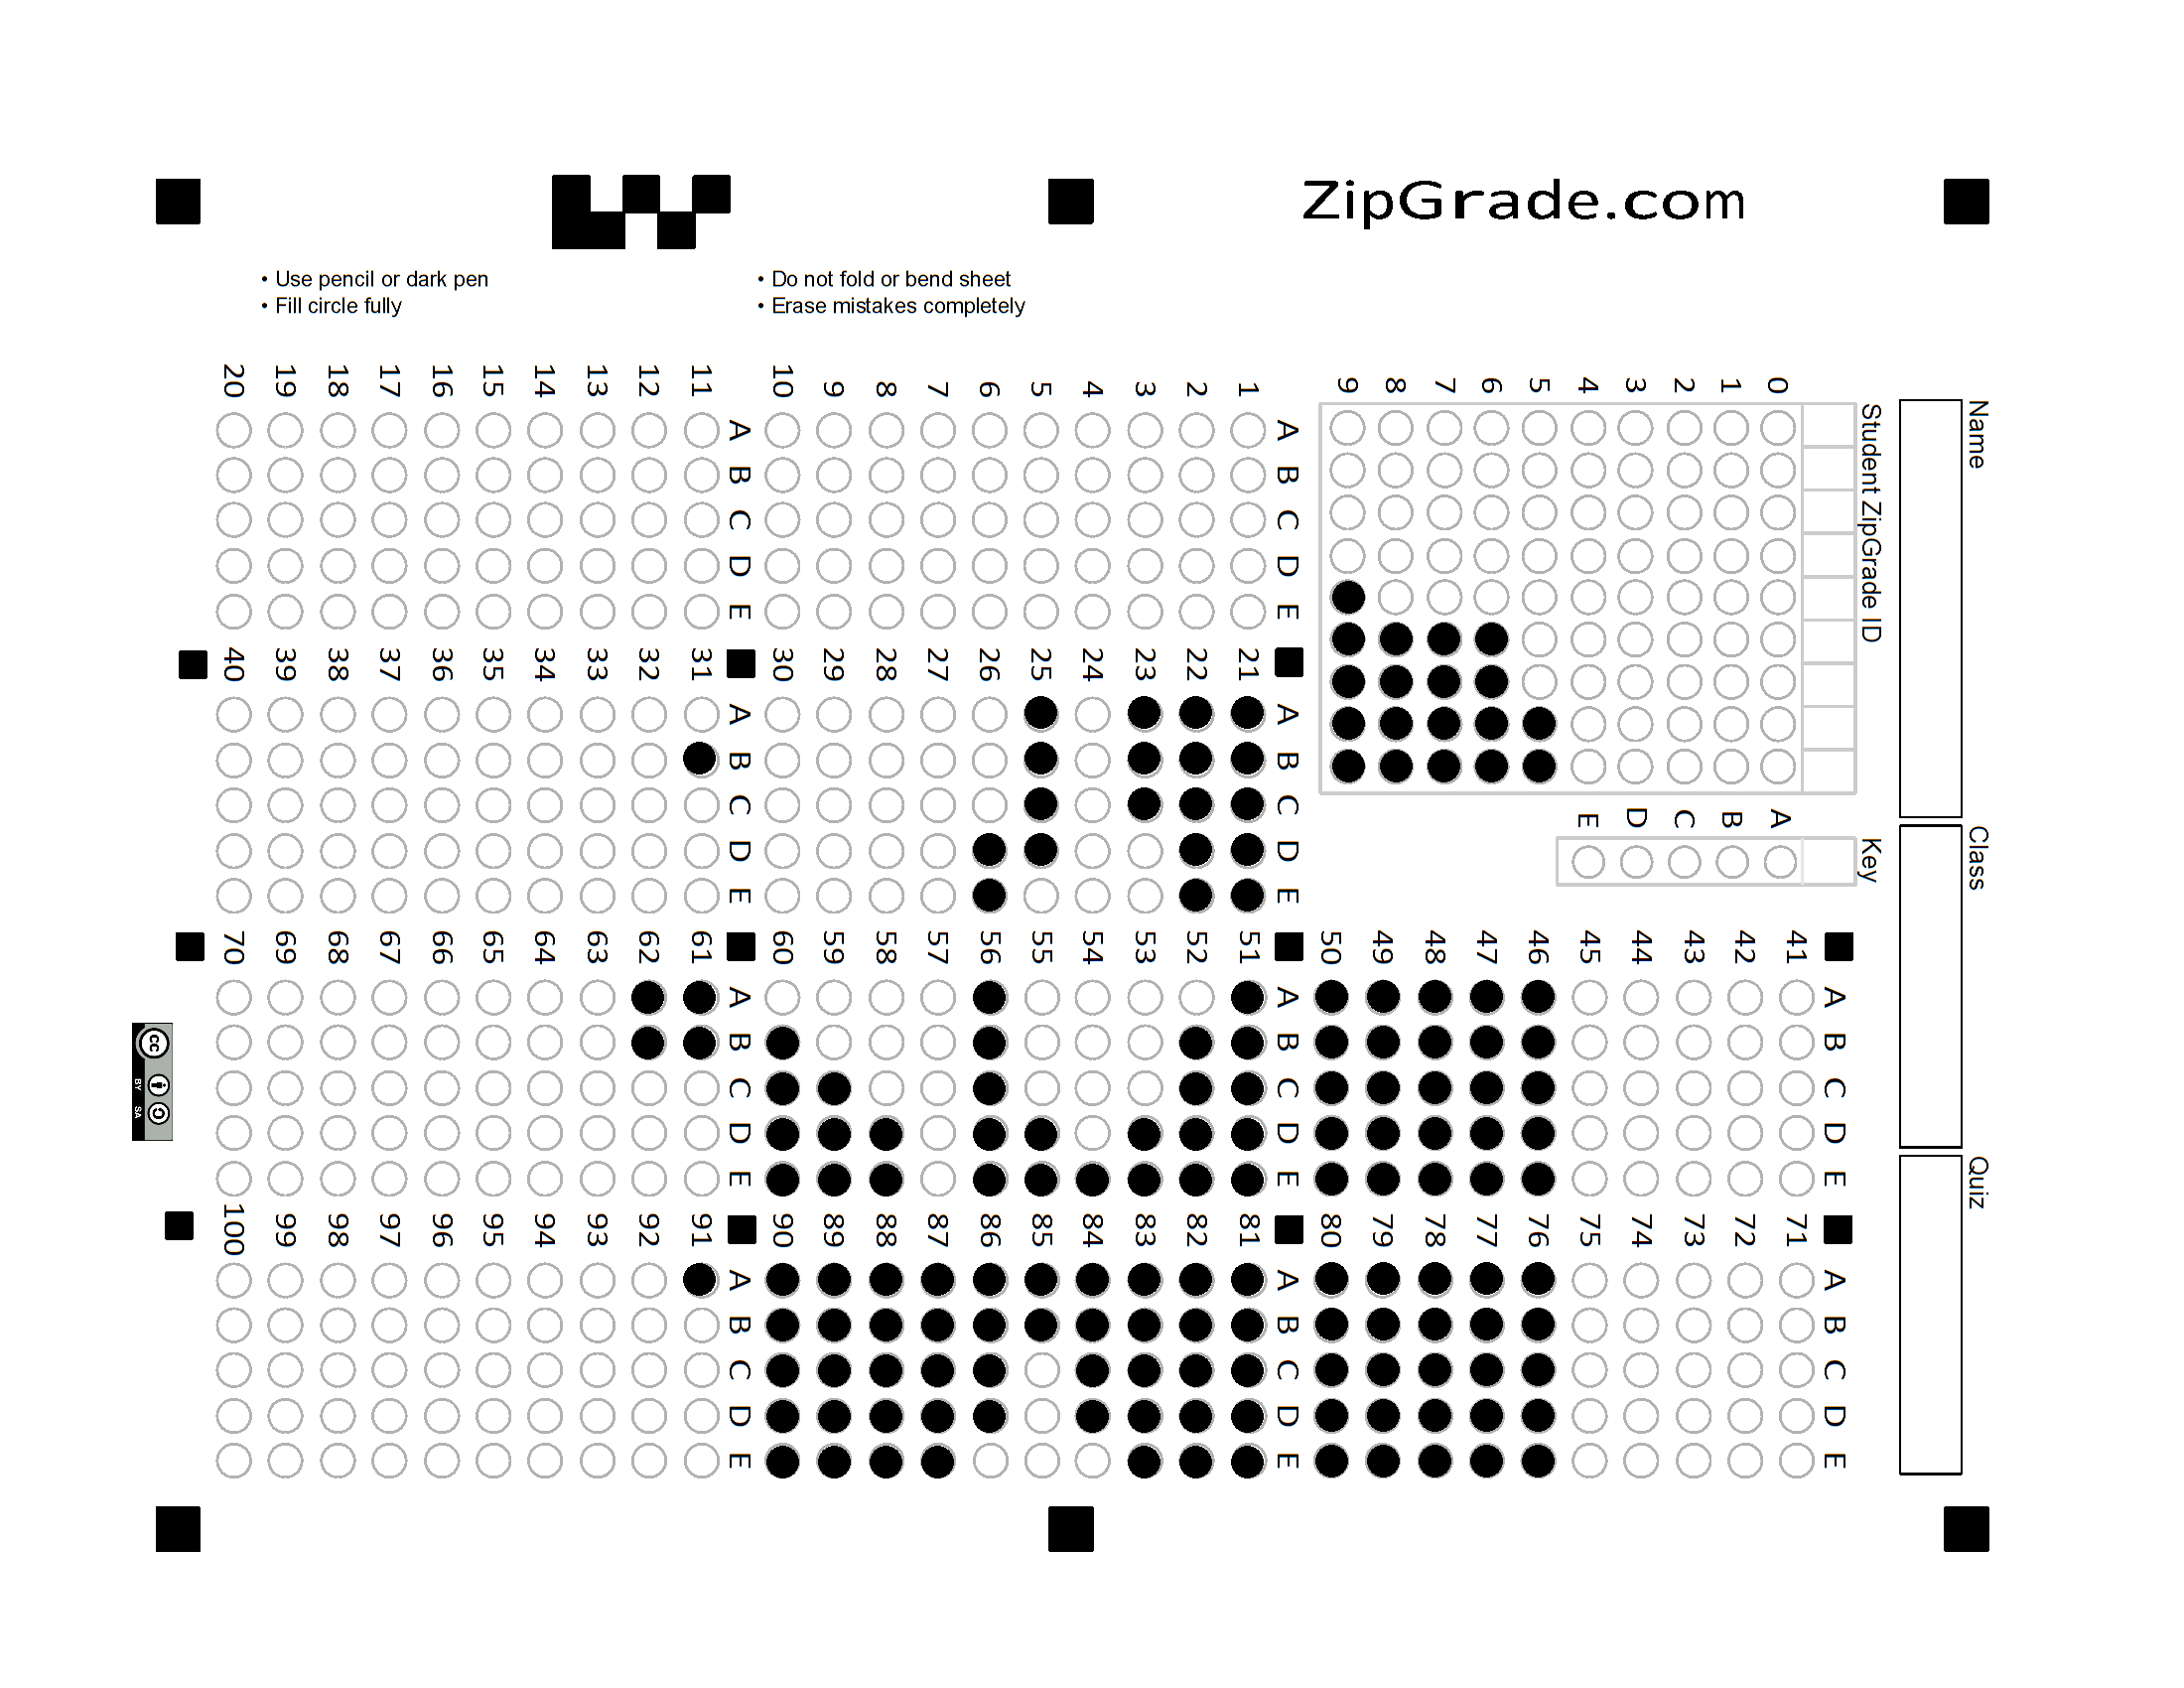 ZipGrade.com
• Use pencil or dark pen
• Fill circle fully
• Do not fold or bend sheet
• Erase mistakes completely
Name
Class
Quiz
Student ZipGrade ID
0 1 2 3 4 5 6 7 8 9
Key
A B C D E
1 2 3 4 5 6 7 8 9 10
A B C D E
11 12 13 14 15 16 17 18 19 20
A B C D E
21 22 23 24 25 26 27 28 29 30
A B C D E
31 32 33 34 35 36 37 38 39 40
A B C D E
41 42 43 44 45 46 47 48 49 50
A B C D E
51 52 53 54 55 56 57 58 59 60
A B C D E
61 62 63 64 65 66 67 68 69 70
A B C D E
71 72 73 74 75 76 77 78 79 80
A B C D E
81 82 83 84 85 86 87 88 89 90
A B C D E
91 92 93 94 95 96 97 98 99 100
A B C D E
cc
BY SA